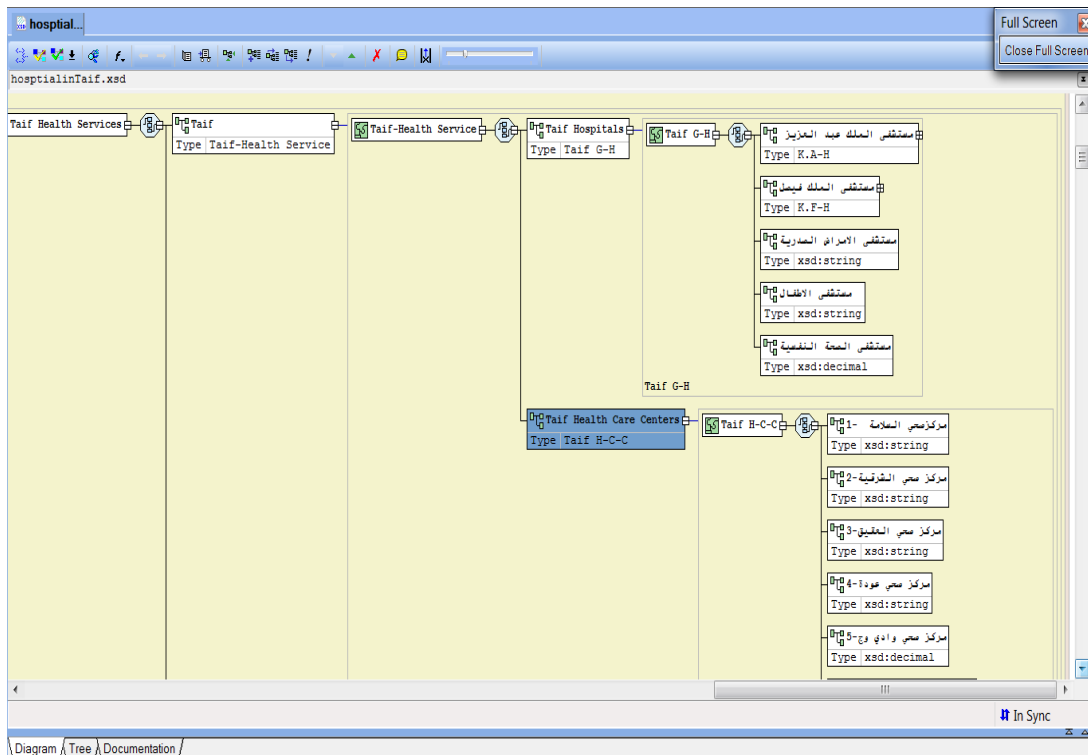 hosptial...
Full Screen
Close Full Screen
hosptialinTaif.xsd
Taif Health Services
Taif
Type Taif-Health Service
Taif-Health Service
Taif Hospitals
Type Taif G-H
Taif G-H
مستشفى الملك عبد العزيز
Type K.A-H
مستشفى الملك فيصل
Type K.F-H
مستشفى الامراض الصدرية
Type xsd:string
مستشفى الاطفال
Type xsd:string
مستشفى الصحة النفسية
Type xsd:decimal
Taif G-H
Taif Health Care Centers
Type Taif H-C-C
Taif H-C-C
1- مركزصحي السلامة
Type xsd:string
2-مركز صحي الشرقية
Type xsd:string
3-مركز صحي العقيق
Type xsd:string
4-مركز صحي عودة
Type xsd:string
5-مركز صحي وادي وج
Type xsd:decimal
In Sync
Diagram Tree Documentation